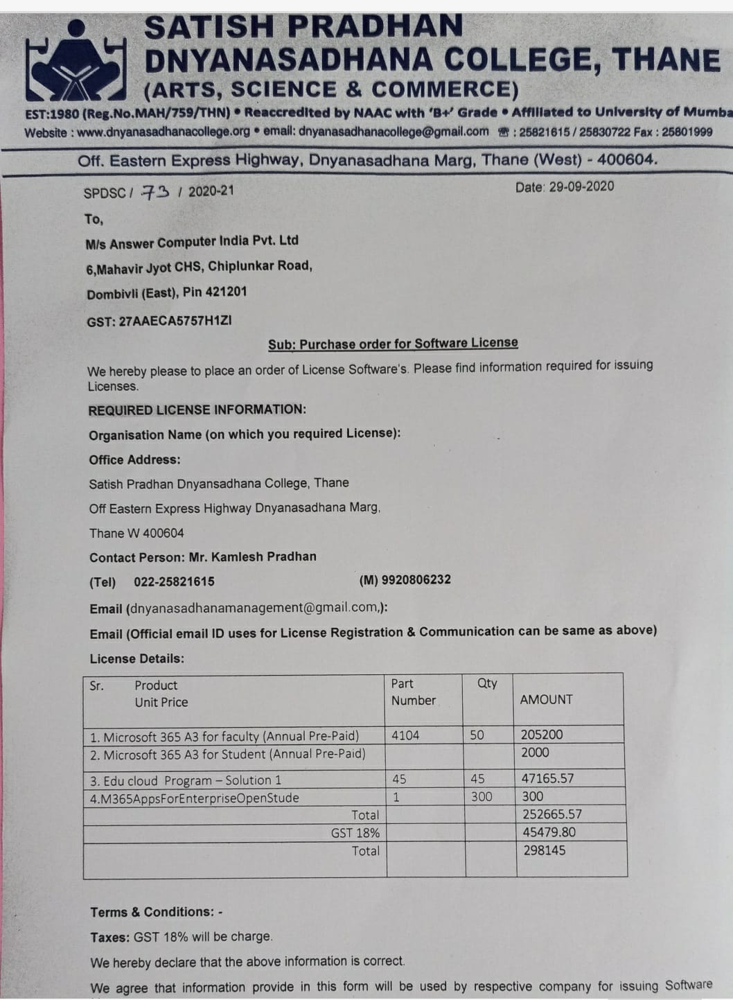 SATISH PRADHAN
DNYANASADHANA COLLEGE, THANE
(ARTS, SCIENCE & COMMERCE)
EST:1980 (Reg.No.MAH/759/THN) • Reaccredited by NAAC with 'B+' Grade • Affiliated to University of Mumba
Website : www.dnyanasadhanacollege.org • email: dnyanasadhanacollege@gmail.com ☎ : 25821615 / 25830722 Fax : 25801999
Off. Eastern Express Highway, Dnyanasadhana Marg, Thane (West) - 400604.
SPDSC / 73 / 2020-21 Date: 29-09-2020
To,
M/s Answer Computer India Pvt. Ltd
6,Mahavir Jyot CHS, Chiplunkar Road,
Dombivli (East), Pin 421201
GST: 27AAECA5757H1ZI
Sub: Purchase order for Software License
We hereby please to place an order of License Software's. Please find information required for issuing
Licenses.
REQUIRED LICENSE INFORMATION:
Organisation Name (on which you required License):
Office Address:
Satish Pradhan Dnyansadhana College, Thane
Off Eastern Express Highway Dnyanasadhana Marg,
Thane W 400604
Contact Person: Mr. Kamlesh Pradhan
(Tel) 022-25821615 (M) 9920806232
Email (dnyanasadhanamanagement@gmail.com,):
Email (Official email ID uses for License Registration & Communication can be same as above)
License Details:
Sr. Product Part Qty
Unit Price Number AMOUNT
1. Microsoft 365 A3 for faculty (Annual Pre-Paid) 4104 50 205200
2. Microsoft 365 A3 for Student (Annual Pre-Paid) 2000
3. Edu cloud Program – Solution 1 45 45 47165.57
4.M365AppsForEnterpriseOpenStude 1 300 300
Total 252665.57
GST 18% 45479.80
Total 298145
Terms & Conditions: -
Taxes: GST 18% will be charge.
We hereby declare that the above information is correct.
We agree that information provide in this form will be used by respective company for issuing Software